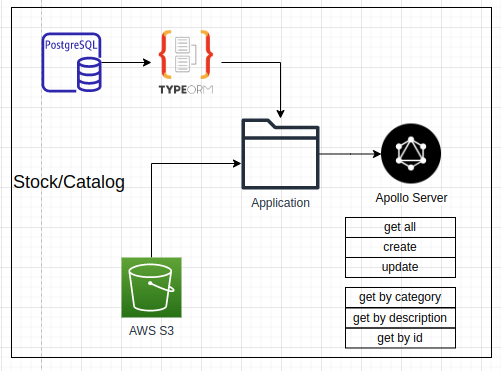 PostgreSQL
TYPEORM
Stock/Catalog
Application
Apollo Server
AWS S3
get all
create
update
get by category
get by description
get by id